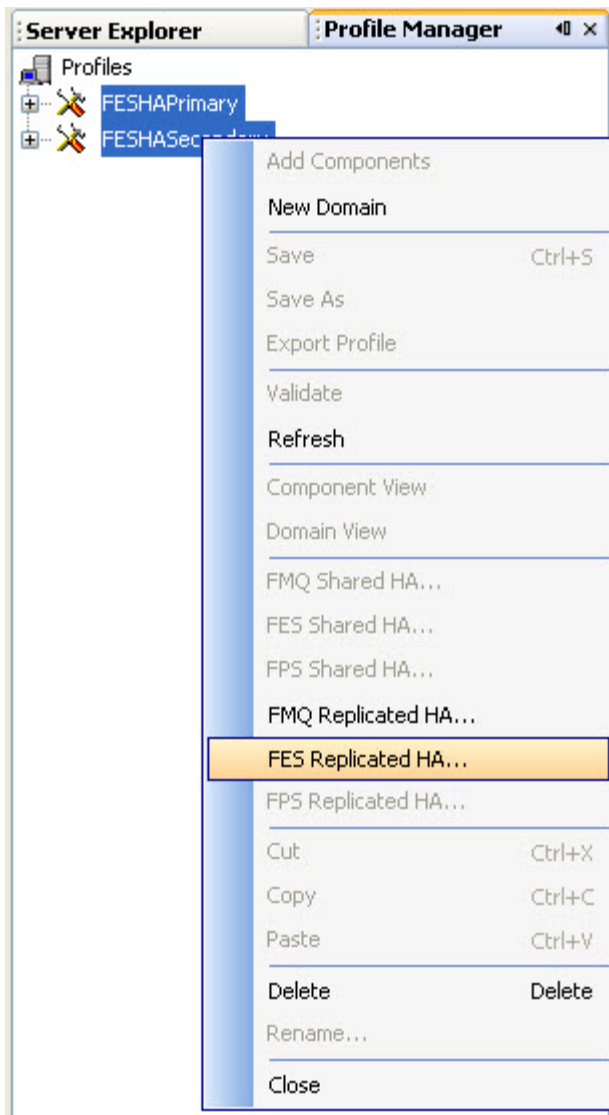 Server Explorer Profile Manager
Profiles
FESHAPrimary
FESHASecondary
Add Components
New Domain
Save Ctrl+S
Save As
Export Profile
Validate
Refresh
Component View
Domain View
FMQ Shared HA...
FES Shared HA...
FPS Shared HA...
FMQ Replicated HA...
FES Replicated HA...
FPS Replicated HA...
Cut Ctrl+X
Copy Ctrl+C
Paste Ctrl+V
Delete Delete
Rename...
Close